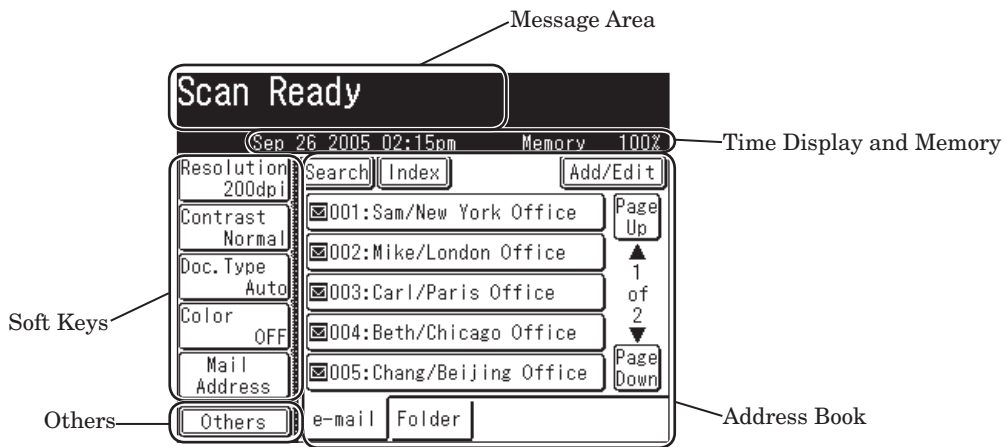 Message Area
Scan Ready
Sep 26 2005 02:15pm Memory 100%
Time Display and Memory
Resolution
200dpi
Contrast
Normal
Doc.Type
Auto
Color
OFF
Mail
Address
Soft Keys
Others
Others
Search Index Add/Edit
001:Sam/New York Office
002:Mike/London Office
003:Carl/Paris Office
004:Beth/Chicago Office
005:Chang/Beijing Office
Page
Up
1
of
2
Page
Down
e-mail Folder
Address Book